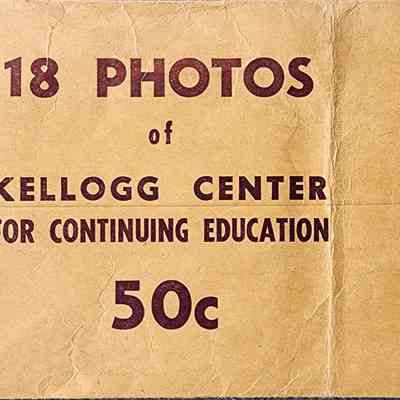 18 PHOTOS
of
KELLOGG CENTER
FOR CONTINUING EDUCATION
50c